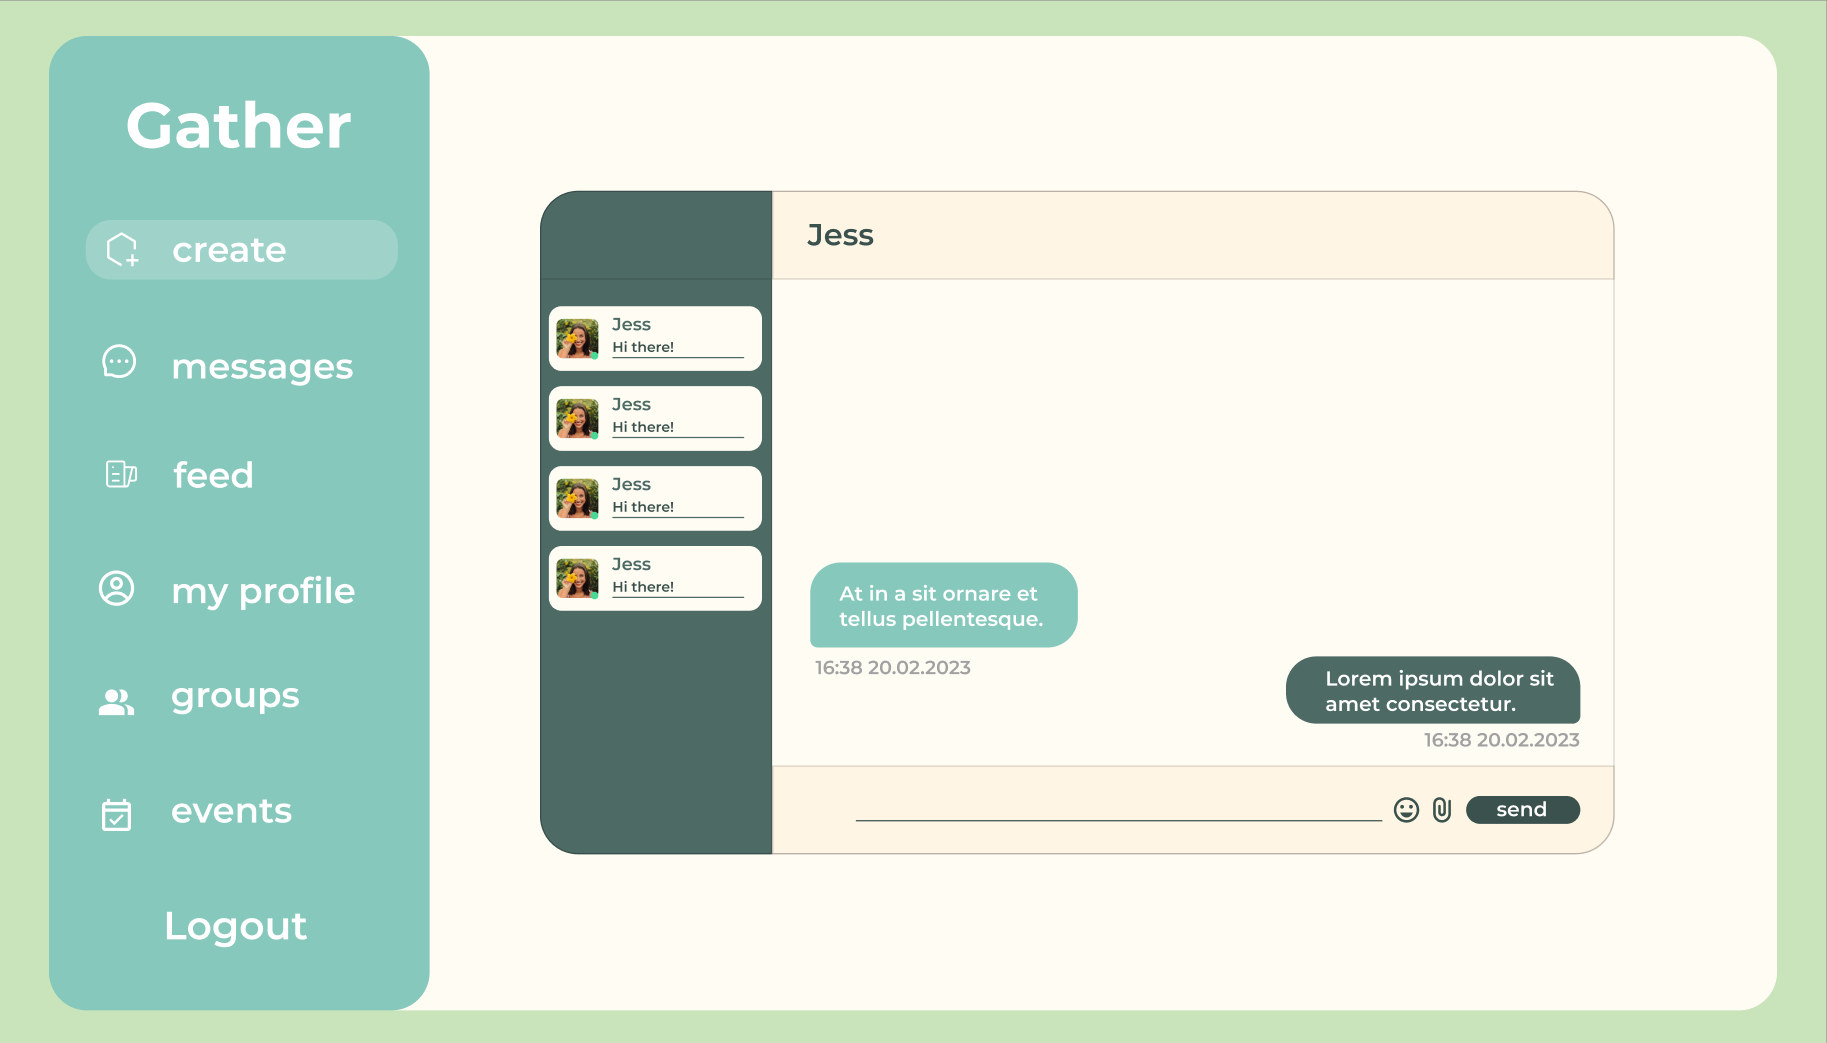 Gather
create
messages
feed
my profile
groups
events
Logout
Jess
Hi there!
Jess
Hi there!
Jess
Hi there!
Jess
Hi there!
Jess
At in a sit ornare et
tellus pellentesque.
16:38 20.02.2023
Lorem ipsum dolor sit
amet consectetur.
16:38 20.02.2023
send